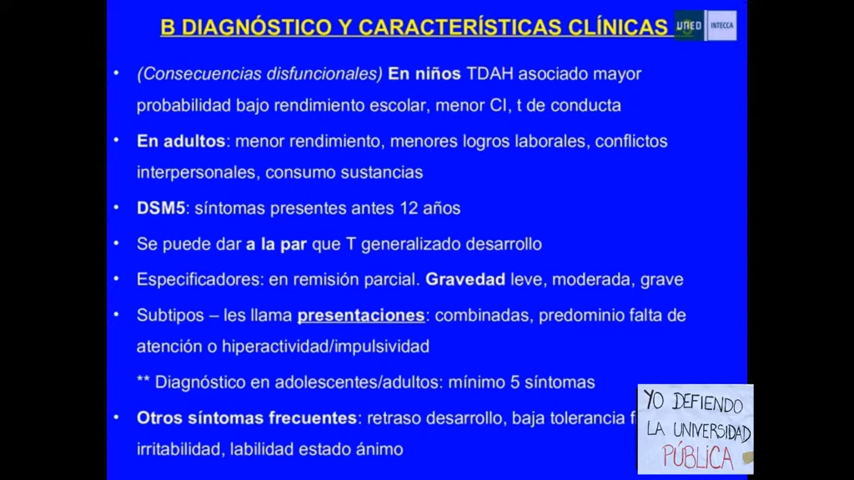 B DIAGNÓSTICO Y CARACTERÍSTICAS CLÍNICAS
UNED INTECCA
• (Consecuencias disfuncionales) En niños TDAH asociado mayor
probabilidad bajo rendimiento escolar, menor CI, t de conducta
• En adultos: menor rendimiento, menores logros laborales, conflictos
interpersonales, consumo sustancias
• DSM5: síntomas presentes antes 12 años
• Se puede dar a la par que T generalizado desarrollo
• Especificadores: en remisión parcial. Gravedad leve, moderada, grave
• Subtipos – les llama presentaciones: combinadas, predominio falta de
atención o hiperactividad/impulsividad
** Diagnóstico en adolescentes/adultos: mínimo 5 síntomas
• Otros síntomas frecuentes: retraso desarrollo, baja tolerancia
irritabilidad, labilidad estado ánimo
YO DEFIENDO
LA UNIVERSIDAD
PÚBLICA